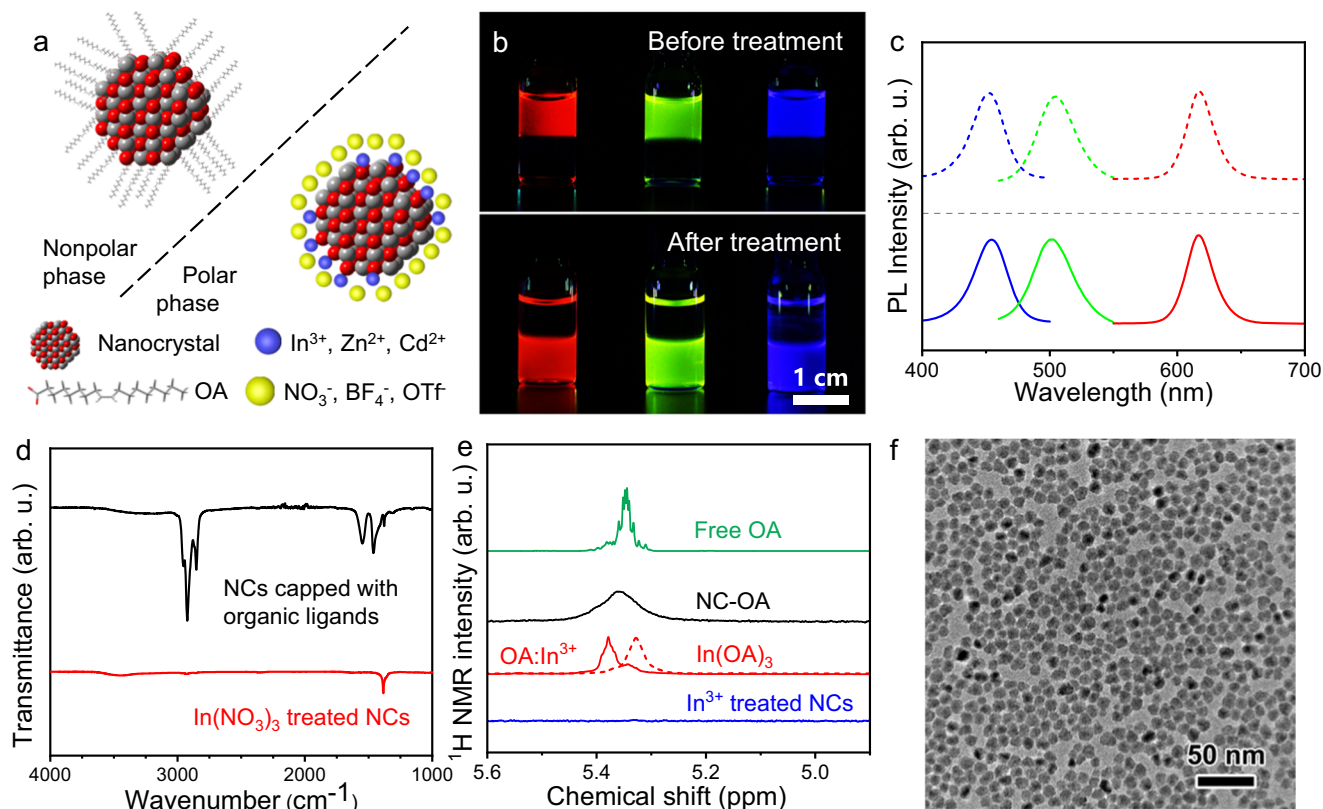 a
Nonpolar
phase
Polar
phase
Nanocrystal
In³⁺, Zn²⁺, Cd²⁺
OA
NO₃⁻, BF₄⁻, OTf⁻
b
Before treatment
After treatment
1 cm
c
PL Intensity (arb. u.)
400
500
600
700
Wavelength (nm)
d
Transmittance (arb. u.)
NCs capped with
organic ligands
In(NO₃)₃ treated NCs
4000
3000
2000
1000
Wavenumber (cm⁻¹)
e
¹H NMR intensity (arb. u.)
Free OA
NC-OA
OA:In³⁺
In(OA)₃
In³⁺ treated NCs
5.6
5.4
5.2
5.0
Chemical shift (ppm)
f
50 nm